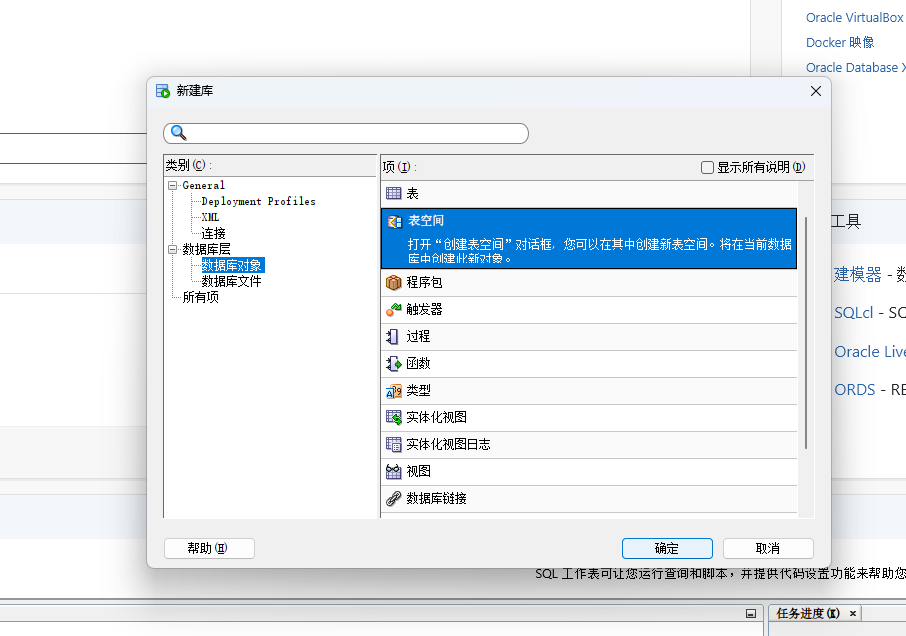 Oracle VirtualBox
Docker 映像
Oracle Database X
新建库
类别(C):
General
Deployment Profiles
XML
连接
数据库层
数据库对象
数据库文件
所有项
项(I):
显示所有说明(D)
表
表空间
打开“创建表空间”对话框, 您可以在其中创建新表空间。将在当前数据
库中创建此新对象。
程序包
触发器
过程
函数
类型
实体化视图
实体化视图日志
视图
数据库链接
帮助(H)
确定
取消
工具
建模器 - 数
SQLcl - SQ
Oracle Live
ORDS - RE
SQL 工作表可让您运行查询和脚本，并提供代码设置功能来帮助您
任务进度(K) ×